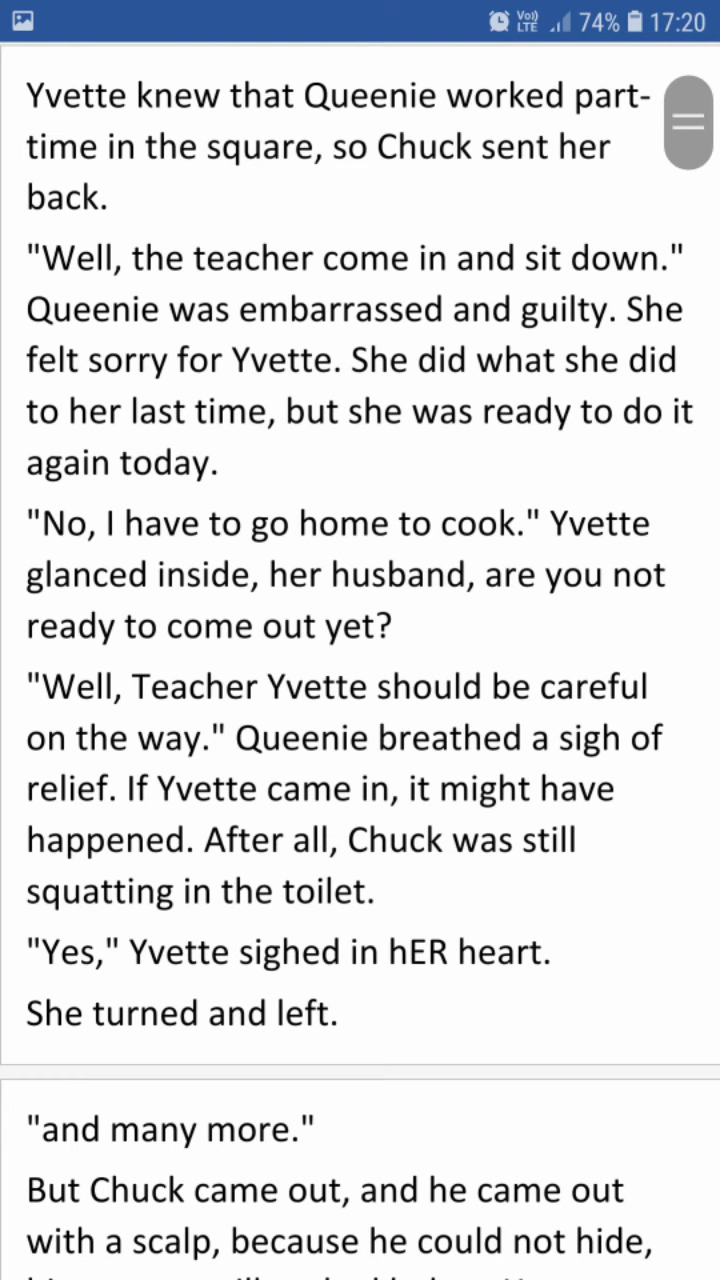 Vo)) LTE 74% 17:20
Yvette knew that Queenie worked part-
time in the square, so Chuck sent her
back.
"Well, the teacher come in and sit down."
Queenie was embarrassed and guilty. She
felt sorry for Yvette. She did what she did
to her last time, but she was ready to do it
again today.
"No, I have to go home to cook." Yvette
glanced inside, her husband, are you not
ready to come out yet?
"Well, Teacher Yvette should be careful
on the way." Queenie breathed a sigh of
relief. If Yvette came in, it might have
happened. After all, Chuck was still
squatting in the toilet.
"Yes," Yvette sighed in hER heart.
She turned and left.
"and many more."
But Chuck came out, and he came out
with a scalp, because he could not hide,